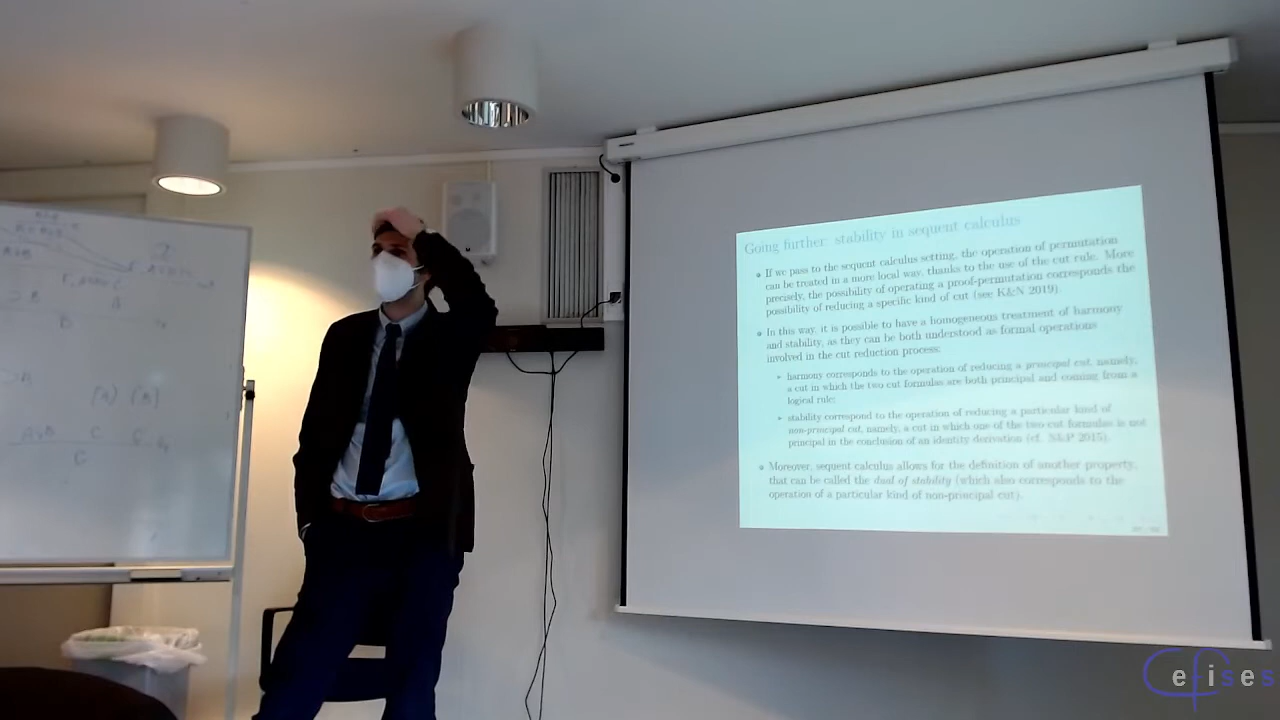 Going further: stability in sequent calculus
If we pass to the sequent calculus setting, the operation of permutation
can be treated in a more local way, thanks to the use of the cut rule. More
precisely, the possibility of operating a proof-permutation corresponds the
possibility of reducing a specific kind of cut (see K&N 2019)
In this way, it is possible to have a homogeneous treatment of harmony
and stability, as they can be both understood as formal operations
involved in the cut reduction process:
harmony corresponds to the operation of reducing a principal cut, namely,
a cut in which the two cut formulas are both principal and coming from a
logical rule;
stability correspond to the operation of reducing a particular kind of
non-principal cut, namely, a cut in which one of the two cut formulas is not
principal in the conclusion of an identity derivation (cf. N&P 2015).
Moreover, sequent calculus allows for the definition of another property,
that can be called the dual of stability (which also corresponds to the
operation of a particular kind of non-principal cut).
[A] [B]
A∨B C C
C
Cefises